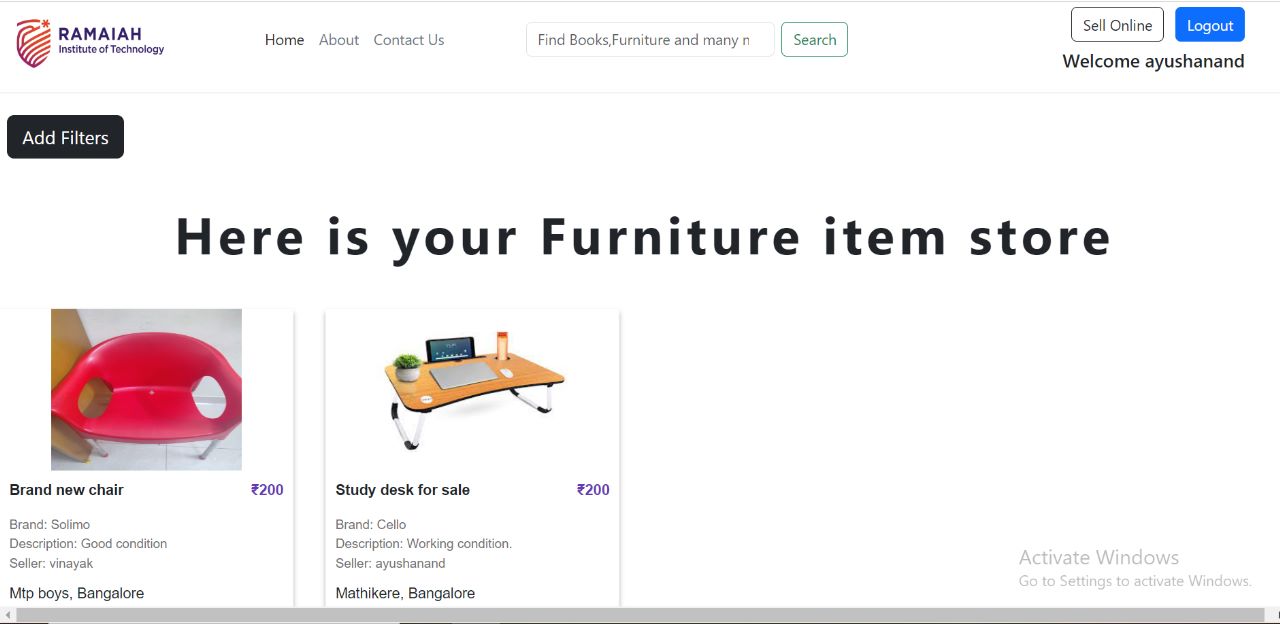 RAMAIAH
Institute of Technology
Home About Contact Us
Find Books,Furniture and many
Search
Sell Online
Logout
Welcome ayushanand
Add Filters
Here is your Furniture item store
Brand new chair ₹200
Brand: Solimo
Description: Good condition
Seller: vinayak
Mtp boys, Bangalore
Study desk for sale ₹200
Brand: Cello
Description: Working condition.
Seller: ayushanand
Mathikere, Bangalore
Activate Windows
Go to Settings to activate Windows.